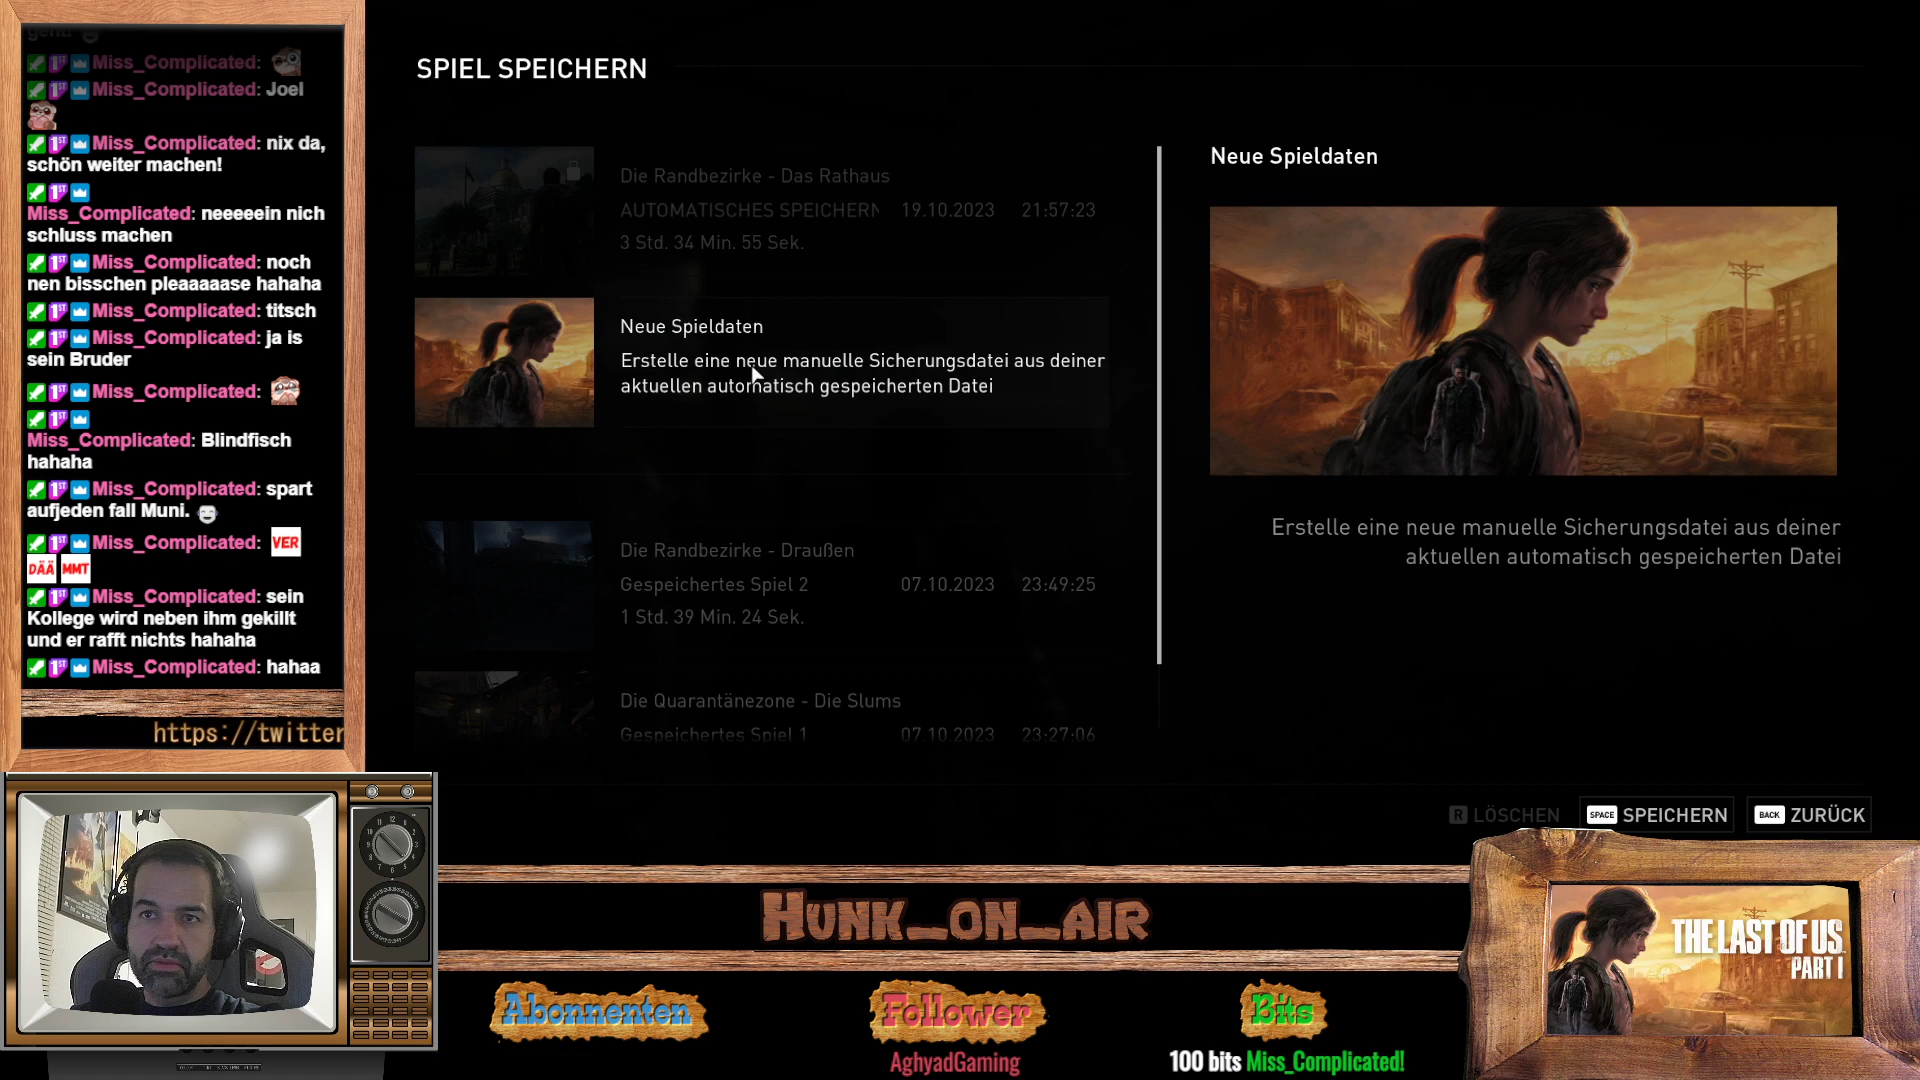 Miss_Complicated:
Miss_Complicated: Joel
Miss_Complicated: nix da,
schön weiter machen!
Miss_Complicated: neeeeein nich
schluss machen
Miss_Complicated: noch
nen bisschen pleaaaaase hahaha
Miss_Complicated: titsch
Miss_Complicated: ja is
sein Bruder
Miss_Complicated:
Miss_Complicated: Blindfisch
hahaha
Miss_Complicated: spart
aufjeden fall Muni.
Miss_Complicated: VER
DÄÄ MMT
Miss_Complicated: sein
Kollege wird neben ihm gekillt
und er rafft nichts hahaha
Miss_Complicated: hahaa
https://twitter
SPIEL SPEICHERN
Die Randbezirke - Das Rathaus
AUTOMATISCHES SPEICHERN 19.10.2023 21:57:23
3 Std. 34 Min. 55 Sek.
Neue Spieldaten
Erstelle eine neue manuelle Sicherungsdatei aus deiner
aktuellen automatisch gespeicherten Datei
Die Randbezirke - Draußen
Gespeichertes Spiel 2 07.10.2023 23:49:25
1 Std. 39 Min. 24 Sek.
Die Quarantänezone - Die Slums
Gespeichertes Spiel 1 07.10.2023 23:27:06
Neue Spieldaten
Erstelle eine neue manuelle Sicherungsdatei aus deiner
aktuellen automatisch gespeicherten Datei
R LÖSCHEN SPACE SPEICHERN BACK ZURÜCK
HUNK_ON_AIR
Abonnenten
Follower
AghyadGaming
Bits
100 bits Miss_Complicated!
THE LAST OF US
PART I